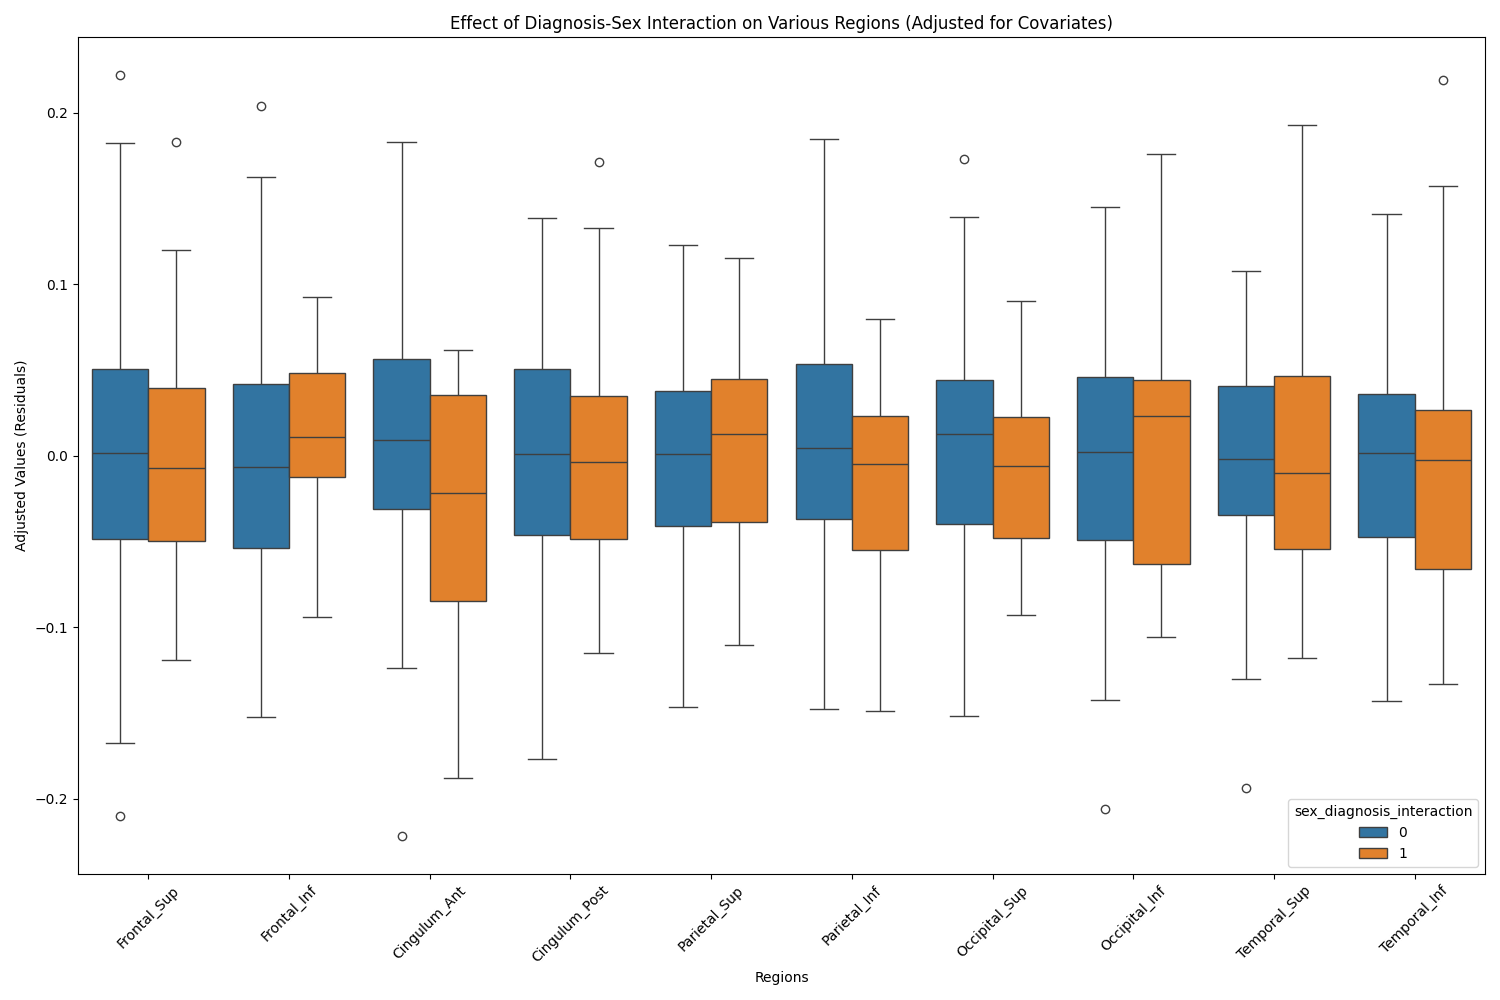 Effect of Diagnosis-Sex Interaction on Various Regions (Adjusted for Covariates)
Adjusted Values (Residuals)
0.2
0.1
0.0
−0.1
−0.2
sex_diagnosis_interaction
0
1
Frontal_Sup
Frontal_Inf
Cingulum_Ant
Cingulum_Post
Parietal_Sup
Parietal_Inf
Occipital_Sup
Occipital_Inf
Temporal_Sup
Temporal_Inf
Regions